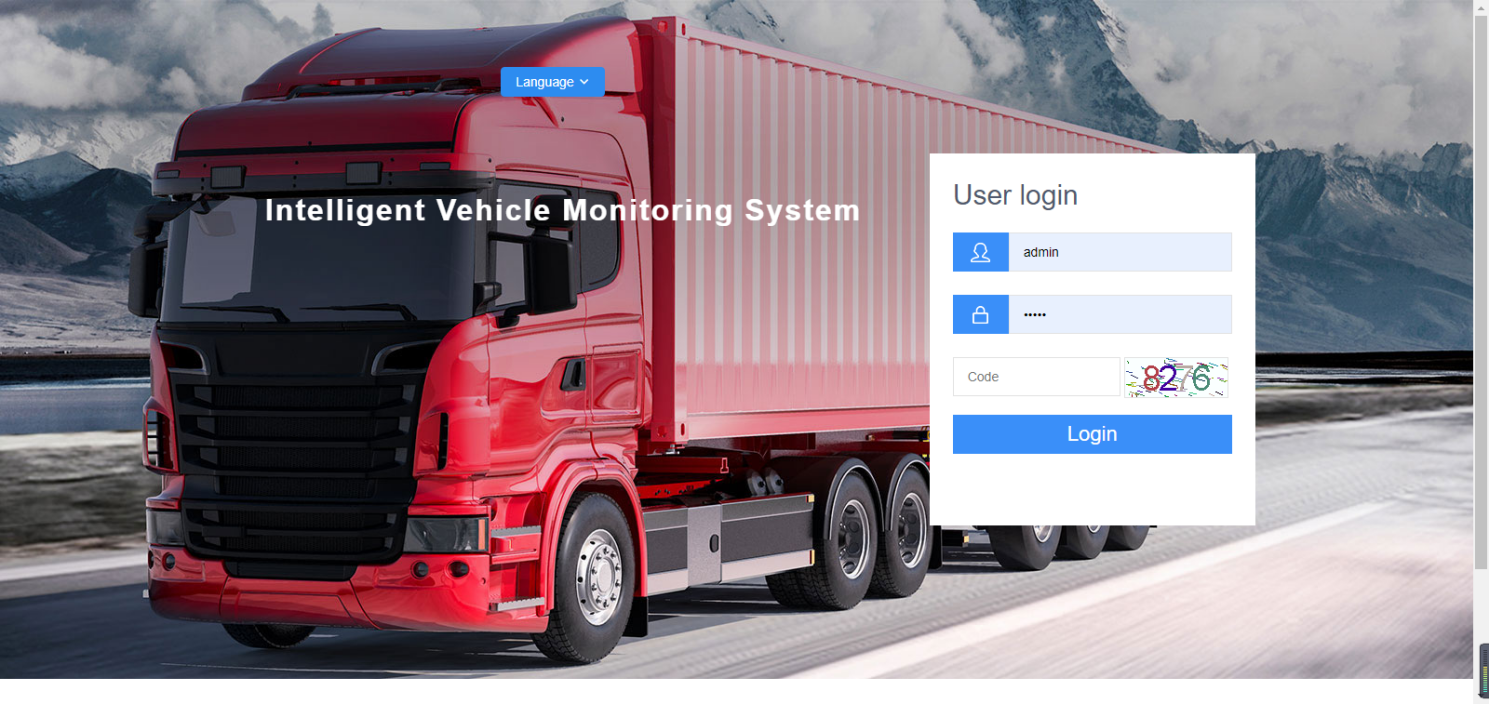 Language
Intelligent Vehicle Monitoring System
User login
admin
•••••
Code
8276
Login